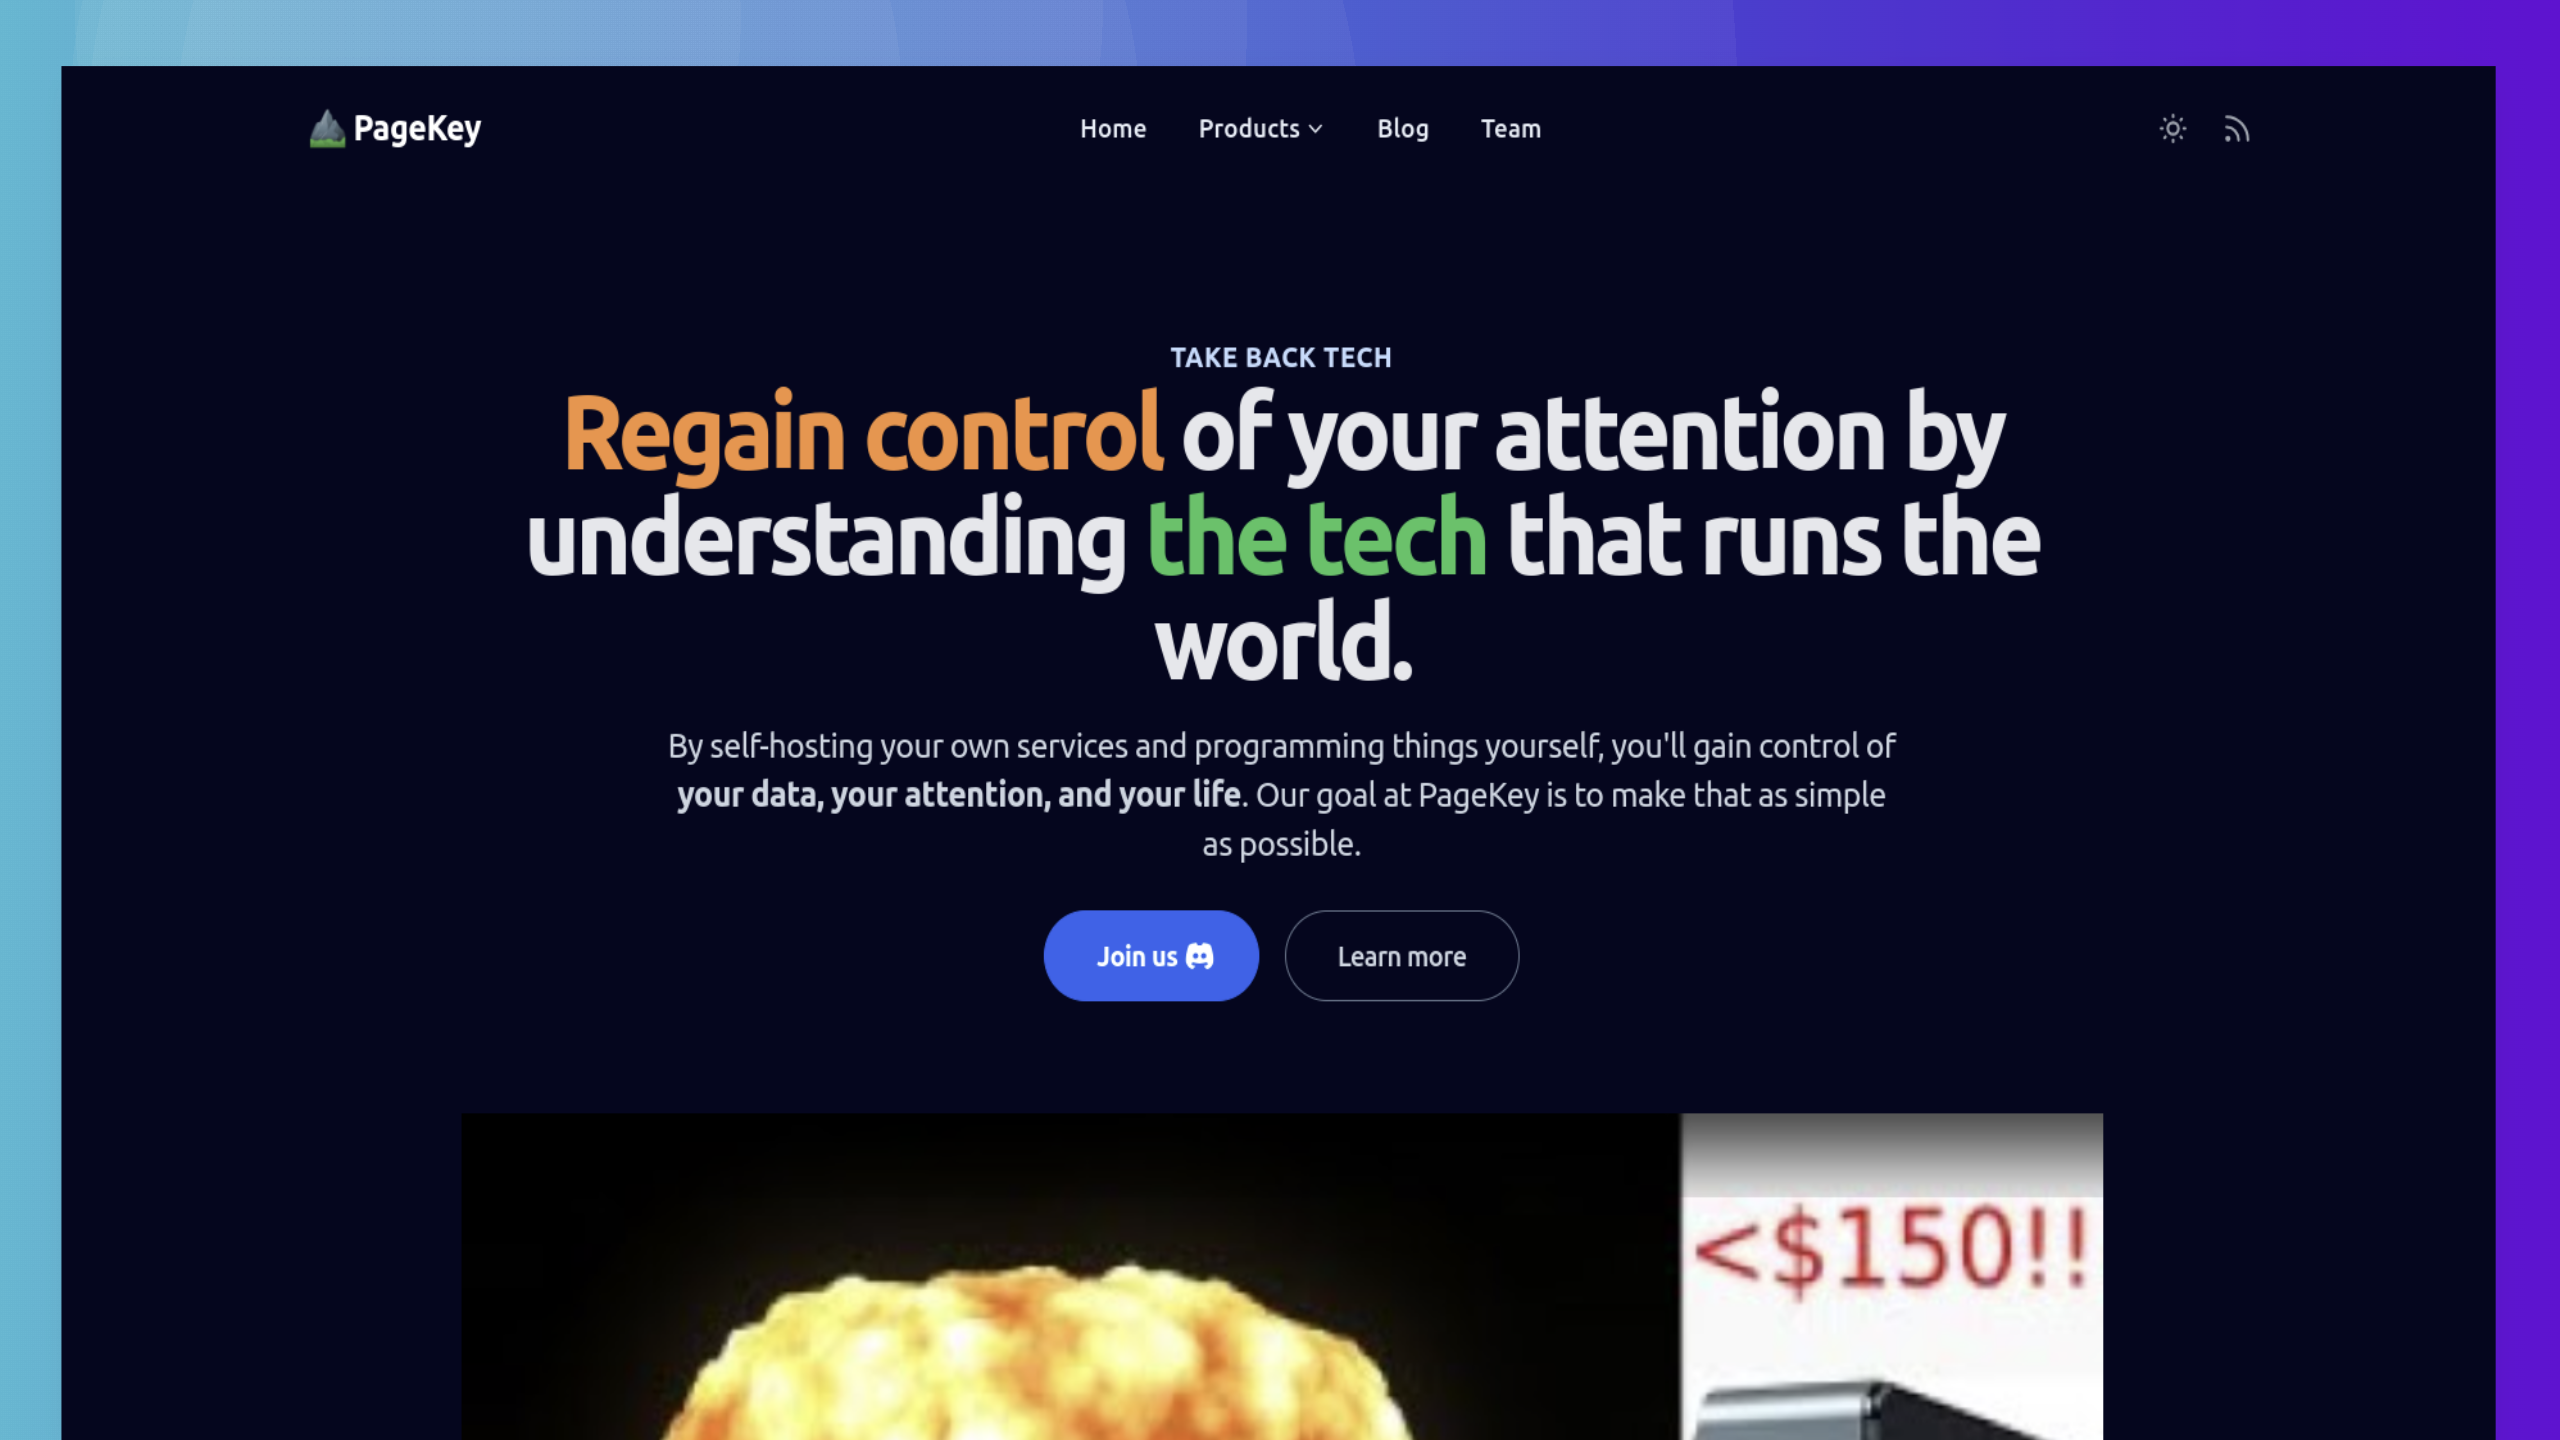 PageKey
Home Products Blog Team
TAKE BACK TECH
Regain control of your attention by
understanding the tech that runs the
world.
By self-hosting your own services and programming things yourself, you'll gain control of
your data, your attention, and your life. Our goal at PageKey is to make that as simple
as possible.
Join us
Learn more
<$150!!